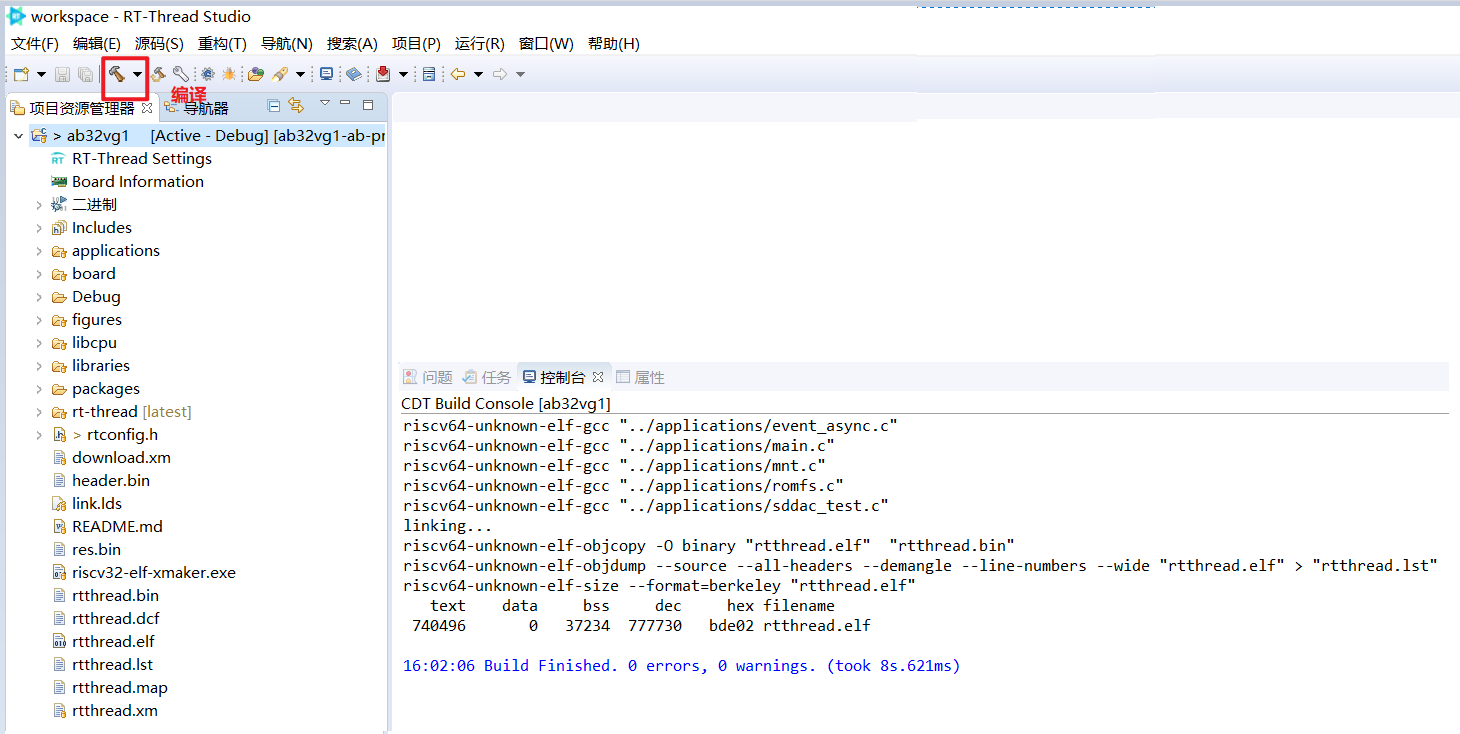 workspace - RT-Thread Studio
文件(F) 编辑(E) 源码(S) 重构(T) 导航(N) 搜索(A) 项目(P) 运行(R) 窗口(W) 帮助(H)
编译
项目资源管理器 导航器
> ab32vg1 [Active - Debug] [ab32vg1-ab-pr
RT-Thread Settings
Board Information
二进制
Includes
applications
board
Debug
figures
libcpu
libraries
packages
rt-thread [latest]
> rtconfig.h
download.xm
header.bin
link.lds
README.md
res.bin
riscv32-elf-xmaker.exe
rtthread.bin
rtthread.dcf
rtthread.elf
rtthread.lst
rtthread.map
rtthread.xm
问题 任务 控制台 属性
CDT Build Console [ab32vg1]
riscv64-unknown-elf-gcc "../applications/event_async.c"
riscv64-unknown-elf-gcc "../applications/main.c"
riscv64-unknown-elf-gcc "../applications/mnt.c"
riscv64-unknown-elf-gcc "../applications/romfs.c"
riscv64-unknown-elf-gcc "../applications/sddac_test.c"
linking...
riscv64-unknown-elf-objcopy -O binary "rtthread.elf"  "rtthread.bin"
riscv64-unknown-elf-objdump --source --all-headers --demangle --line-numbers --wide "rtthread.elf" > "rtthread.lst"
riscv64-unknown-elf-size --format=berkeley "rtthread.elf"
text data bss dec hex filename
740496 0 37234 777730 bde02 rtthread.elf
16:02:06 Build Finished. 0 errors, 0 warnings. (took 8s.621ms)